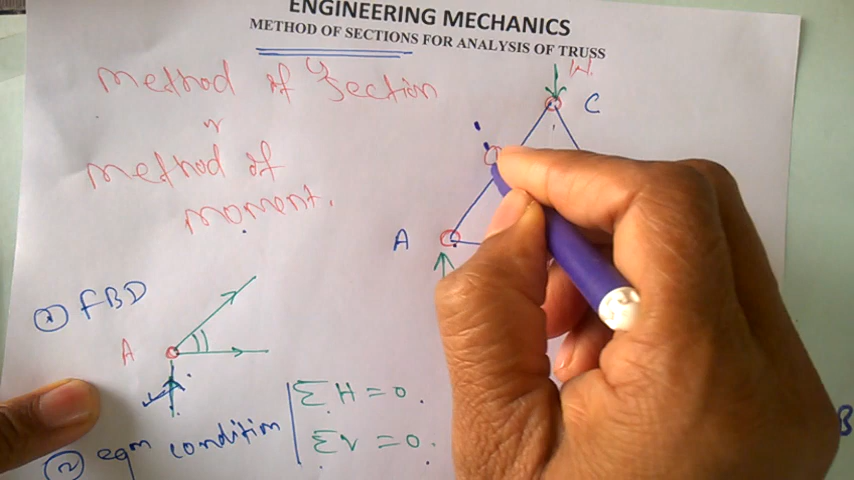 ENGINEERING MECHANICS
METHOD OF SECTIONS FOR ANALYSIS OF TRUSS
method of section
or
method of
moment.
W.
C
A
① FBD
A
② eqm condition
ΣH = 0.
ΣV = 0.
B